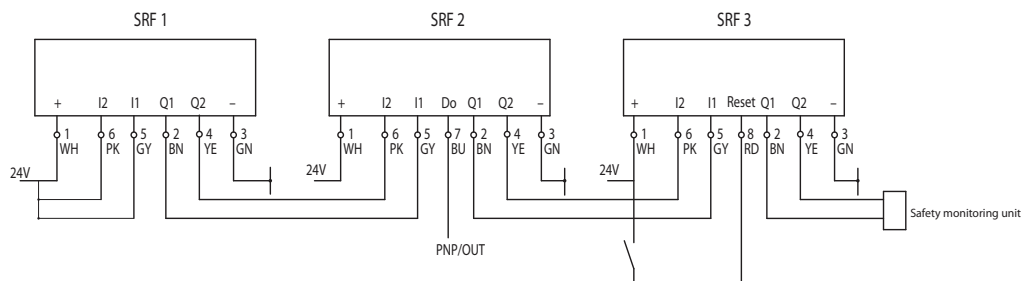 SRF 1 SRF 2 SRF 3
+ I2 I1 Q1 Q2 – + I2 I1 Do Q1 Q2 – + I2 I1 Reset Q1 Q2 –
1 6 5 2 4 3 1 6 5 7 2 4 3 1 6 5 8 2 4 3
WH PK GY BN YE GN WH PK GY BU BN YE GN WH PK GY RD BN YE GN
24V 24V 24V
Safety monitoring unit
PNP/OUT